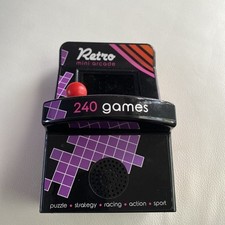 Retro
mini arcade
240 games
puzzle • strategy • racing • action • sport